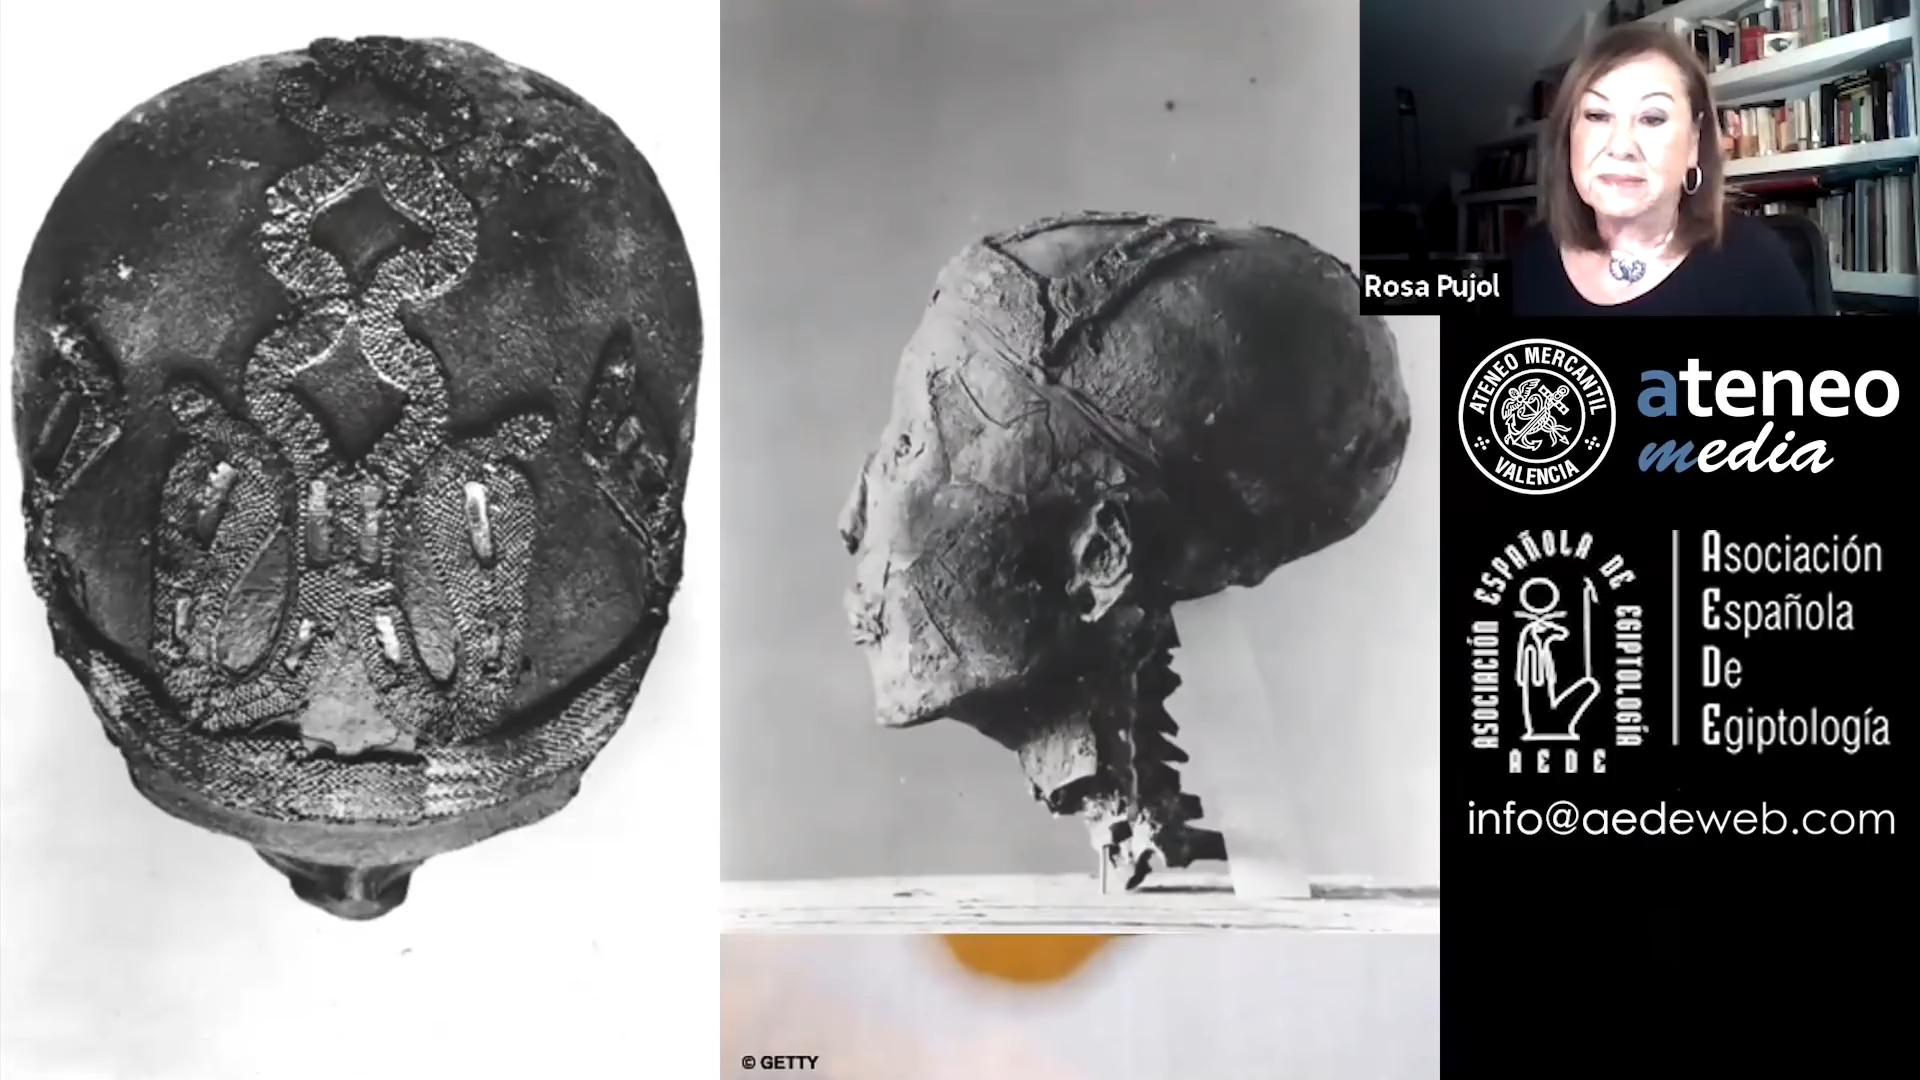 Rosa Pujol
ATENEO MERCANTIL
VALENCIA
ateneo
media
ASOCIACIÓN ESPAÑOLA DE EGIPTOLOGÍA
AEDE
Asociación
Española
De
Egiptología
info@aedeweb.com
© GETTY